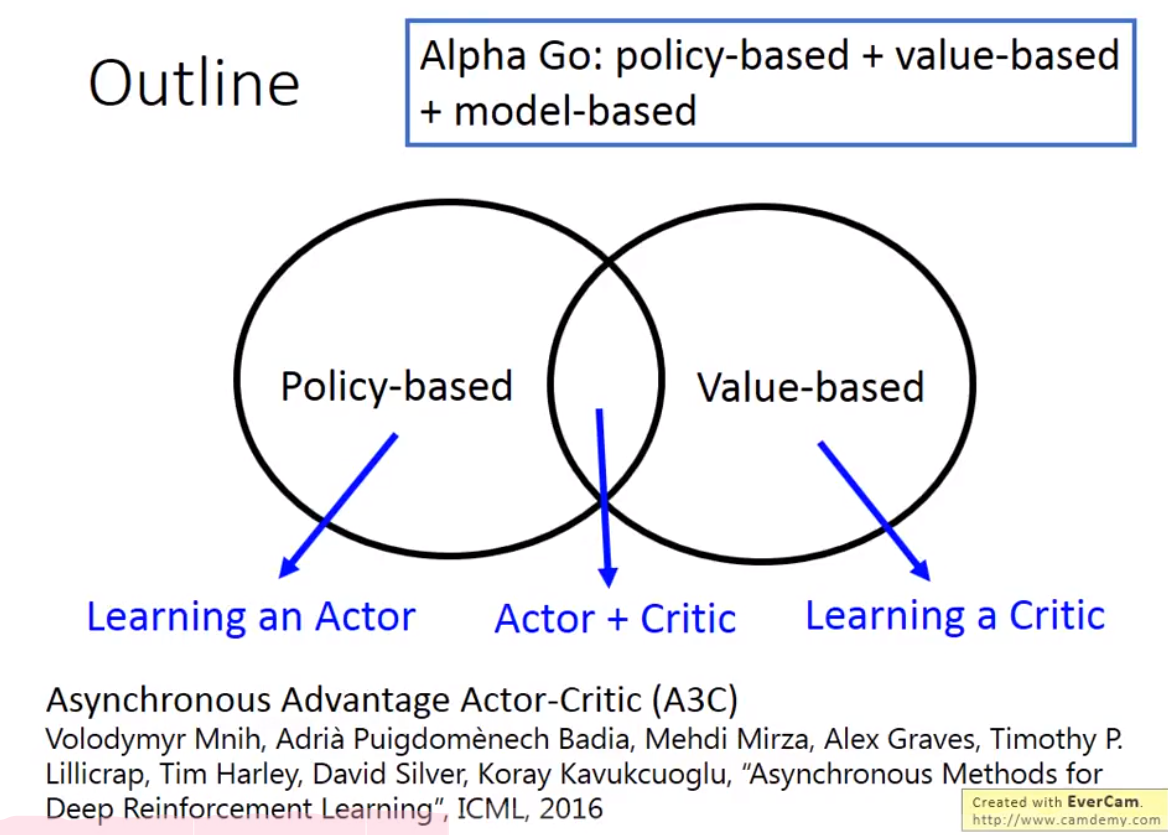 Outline
Alpha Go: policy-based + value-based
+ model-based
Policy-based
Value-based
Learning an Actor
Actor + Critic
Learning a Critic
Asynchronous Advantage Actor-Critic (A3C)
Volodymyr Mnih, Adrià Puigdomènech Badia, Mehdi Mirza, Alex Graves, Timothy P.
Lillicrap, Tim Harley, David Silver, Koray Kavukcuoglu, “Asynchronous Methods for
Deep Reinforcement Learning”, ICML, 2016
Created with EverCam.
http://www.camdemy.com